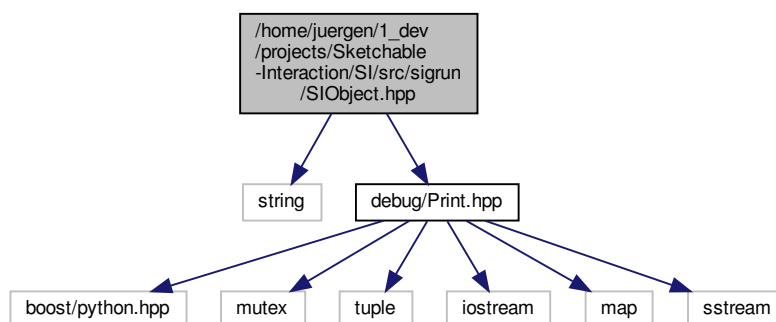 /home/juergen/1_dev
/projects/Sketchable
-Interaction/SI/src/sigrun
/SIObject.hpp
string
debug/Print.hpp
boost/python.hpp
mutex
tuple
iostream
map
sstream